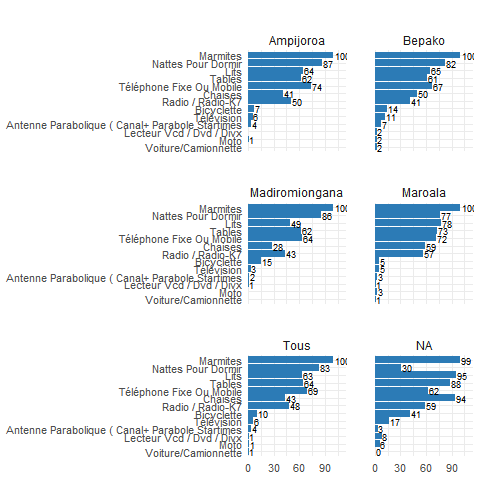 Ampijoroa Bepako
Marmites 100 100
Nattes Pour Dormir 87 82
Lits 64 65
Tables 62 61
Téléphone Fixe Ou Mobile 74 67
Chaises 41 50
Radio / Radio-K7 50 41
Bicyclette 7 14
Télévision 6 11
Antenne Parabolique ( Canal+ Parabole Startimes 4 7
Lecteur Vcd / Dvd / Divx 2
Moto 1 2
Voiture/Camionnette 2
Madiromiongana Maroala
Marmites 100 100
Nattes Pour Dormir 86 77
Lits 49 78
Tables 62 73
Téléphone Fixe Ou Mobile 64 72
Chaises 28 59
Radio / Radio-K7 43 57
Bicyclette 15 5
Télévision 3 5
Antenne Parabolique ( Canal+ Parabole Startimes 2 3
Lecteur Vcd / Dvd / Divx 1 1
Moto 3
Voiture/Camionnette 1
Tous NA
Marmites 100 99
Nattes Pour Dormir 83 30
Lits 63 95
Tables 64 88
Téléphone Fixe Ou Mobile 69 62
Chaises 43 94
Radio / Radio-K7 48 59
Bicyclette 10 41
Télévision 6 17
Antenne Parabolique ( Canal+ Parabole Startimes 4 3
Lecteur Vcd / Dvd / Divx 1 8
Moto 1 6
Voiture/Camionnette 1 0
0 30 60 90 0 30 60 90